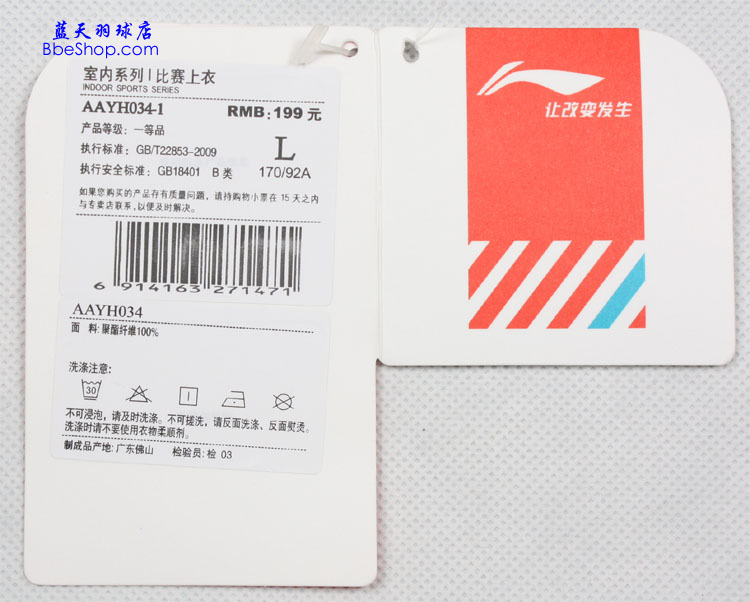 蓝天羽球店
BbeShop.com
室内系列 | 比赛上衣
INDOOR SPORTS SERIES
AAYH034-1 RMB: 199 元
产品等级: 一等品
执行标准: GB/T22853-2009 L
执行安全标准: GB18401 B 类 170/92A
如果您购买的产品存有质量问题, 请持购物小票在 15 天之内
与专卖店联系, 以便及时解决。
6 914163 271471
AAYH034
面 料: 聚酯纤维100%
洗涤注意:
30
不可浸泡, 请及时洗涤。不可搓洗, 请反面洗涤、反面熨烫。
洗涤时请不要使用衣物柔顺剂。
制成品产地: 广东佛山 检验员: 检 03
让改变发生